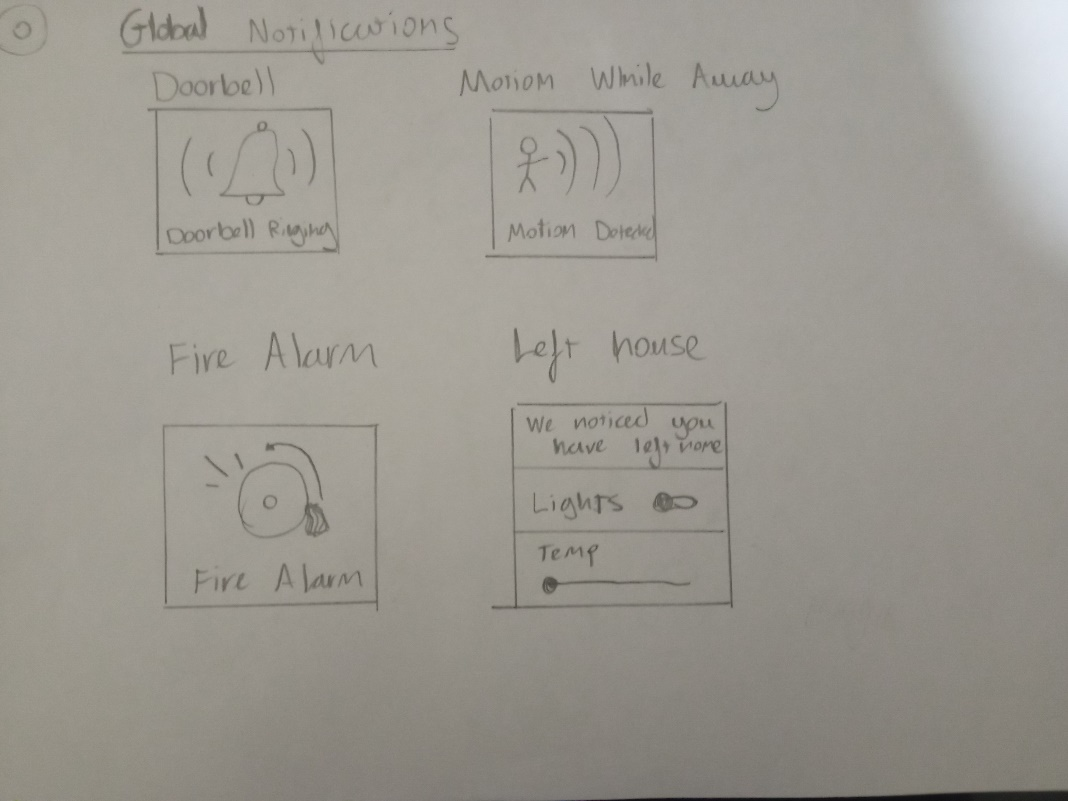 Global Notifications
Doorbell
Doorbell Ringing
Motion While Away
Motion Detected
Fire Alarm
Fire Alarm
Left house
We noticed you
have left home
Lights
Temp